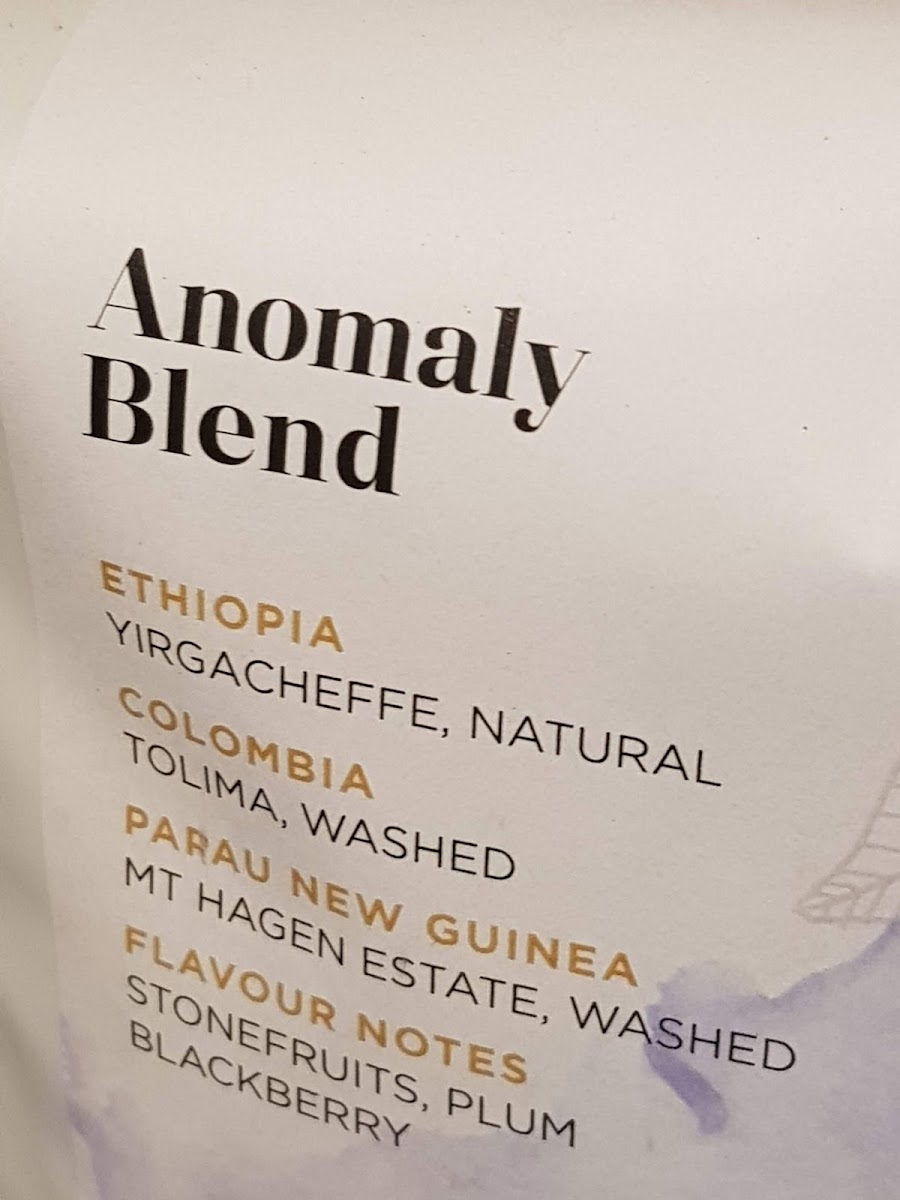 Anomaly
Blend
ETHIOPIA
YIRGACHEFFE, NATURAL
COLOMBIA
TOLIMA, WASHED
PARAU NEW GUINEA
MT HAGEN ESTATE, WASHED
FLAVOUR NOTES
STONEFRUITS, PLUM
BLACKBERRY